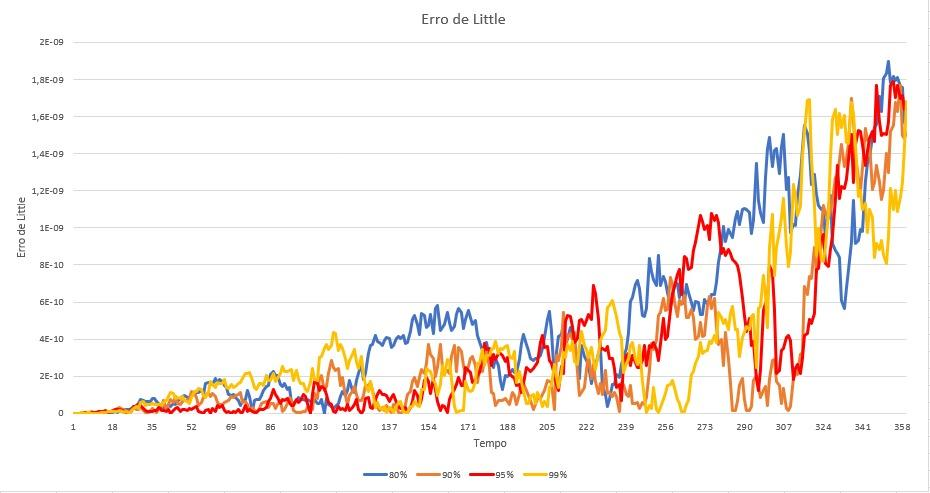 Erro de Little
2E-09
1,8E-09
1,6E-09
1,4E-09
1,2E-09
1E-09
8E-10
6E-10
4E-10
2E-10
0
Erro de Little
1 18 35 52 69 86 103 120 137 154 171 188 205 222 239 256 273 290 307 324 341 358
Tempo
80% 90% 95% 99%